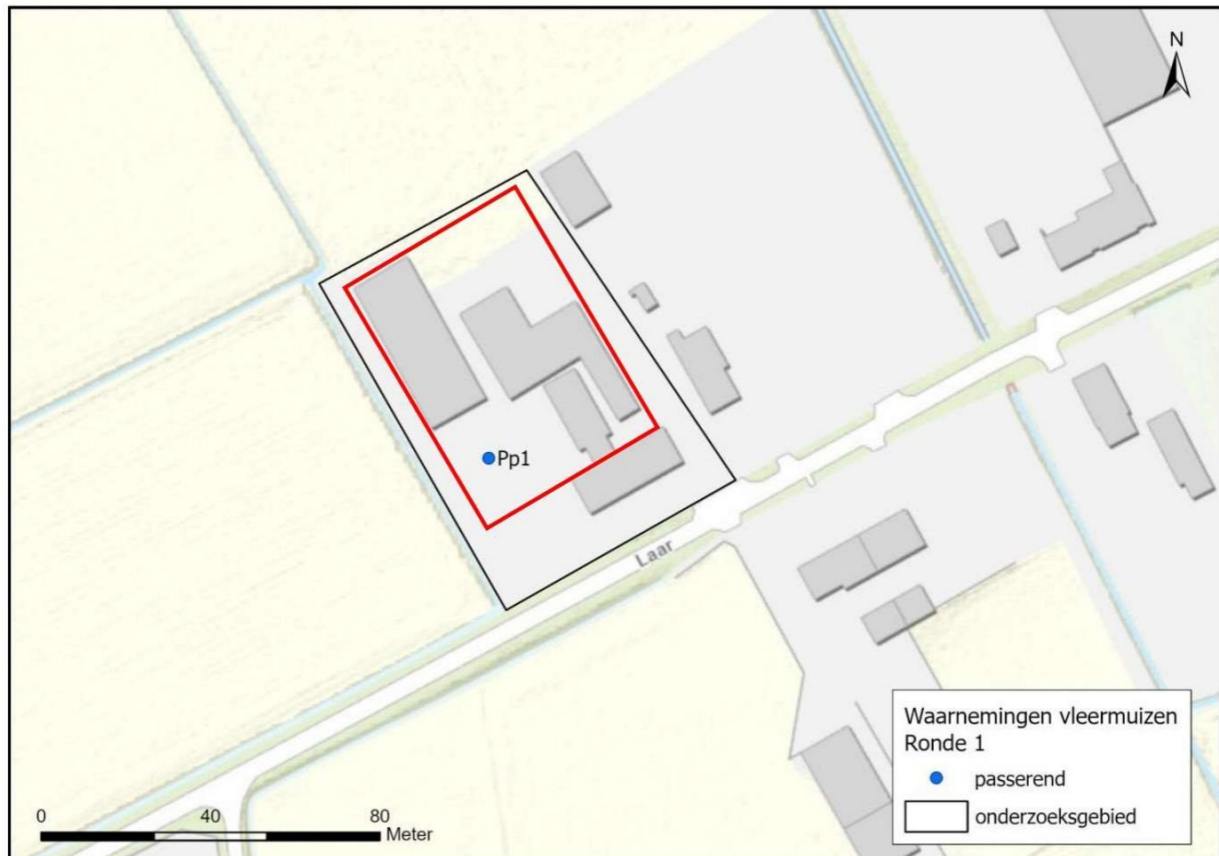 N
Pp1
Laar
Waarnemingen vleermuizen
Ronde 1
passerend
onderzoeksgebied
0 40 80
Meter